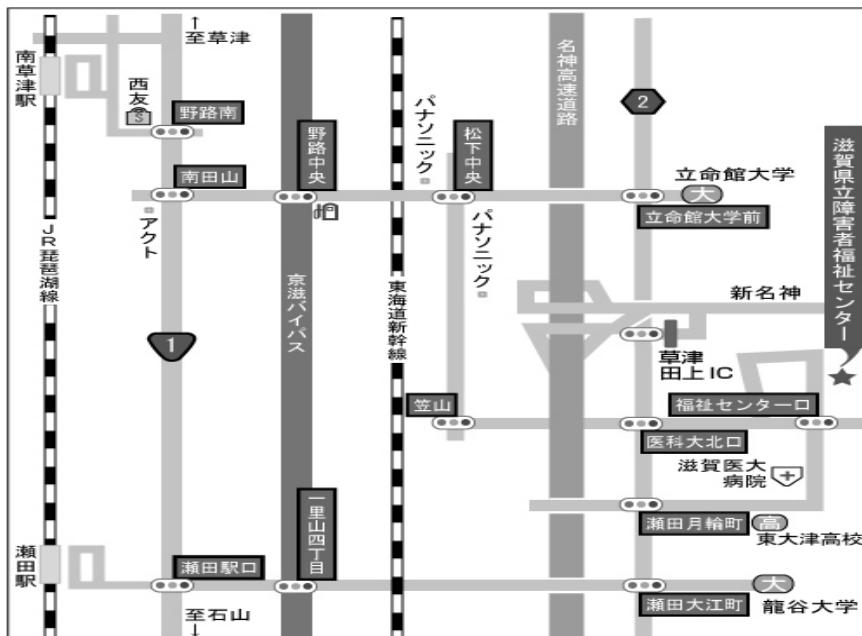 至草津
南草津駅
西友
S
野路南
南田山
アクト
野路中央
パナソニック
松下中央
パナソニック
名神高速道路
2
立命館大学
大
立命館大学前
滋賀県立障害者福祉センター
JR琵琶湖線
1
京滋バイパス
東海道新幹線
新名神
草津
田上IC
笠山
福祉センター口
医科大北口
滋賀医大
病院
瀬田月輪町
高
東大津高校
瀬田駅
瀬田駅口
一里山四丁目
大
瀬田大江町
龍谷大学
至石山